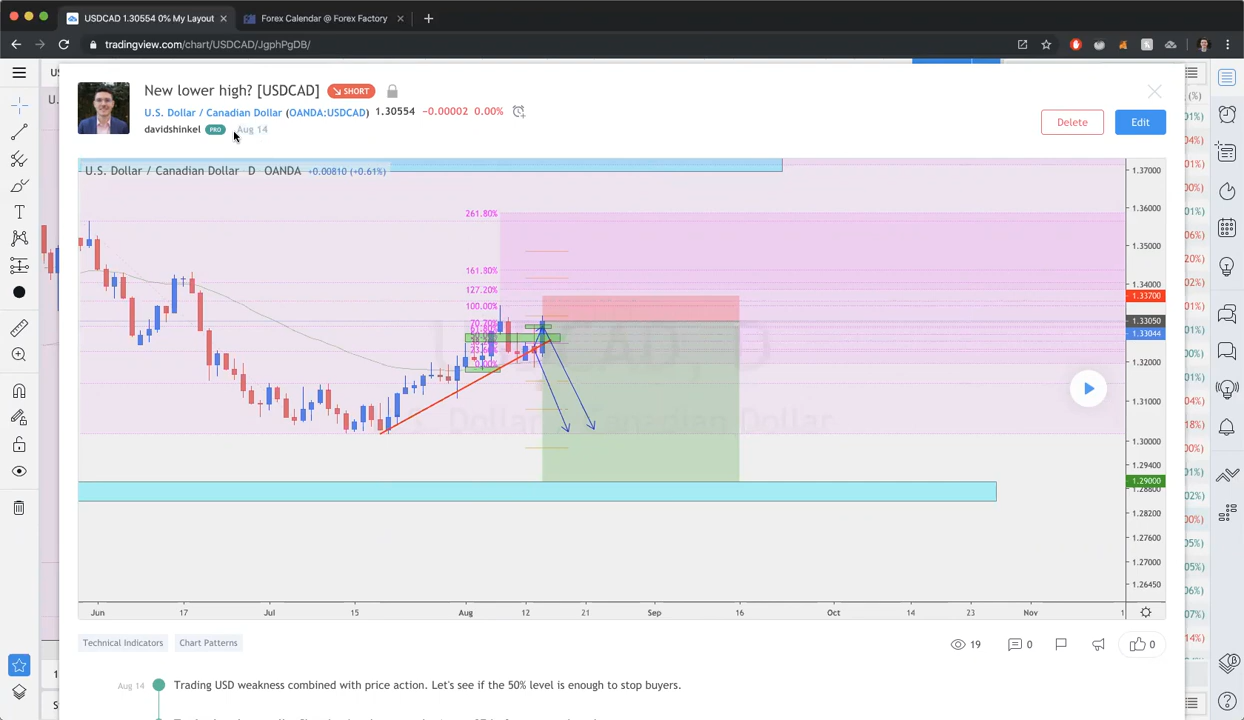 USDCAD 1.30554 0% My Layout
Forex Calendar @ Forex Factory
tradingview.com/chart/USDCAD/JgphPgDB/
New lower high? [USDCAD] SHORT
U.S. Dollar / Canadian Dollar (OANDA:USDCAD) 1.30554 −0.00002 0.00%
davidshinkel PRO Aug 14
Delete
Edit
U.S. Dollar / Canadian Dollar D OANDA +0.00810 (+0.61%)
261.80%
161.80%
127.20%
100.00%
1.37000
1.36000
1.35000
1.34000
1.33700
1.33050
1.33044
1.32000
1.31000
1.30000
1.29400
1.29000
1.28800
1.28200
1.27600
1.27000
1.26450
Jun 17 Jul 15 Aug 12 21 Sep 16 Oct 14 23 Nov 1
Technical Indicators
Chart Patterns
19
0
0
Aug 14
Trading USD weakness combined with price action. Let's see if the 50% level is enough to stop buyers.